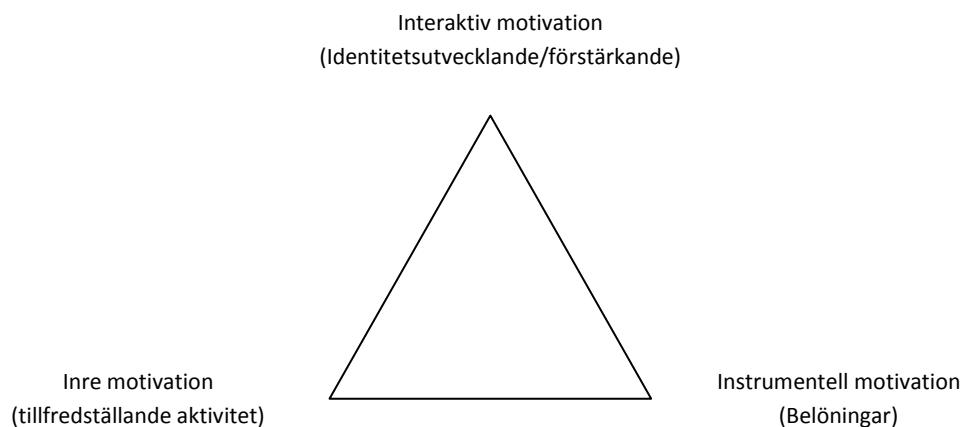 Interaktiv motivation
(Identitetsutvecklande/förstärkande)
Inre motivation
(tillfredställande aktivitet)
Instrumentell motivation
(Belöningar)